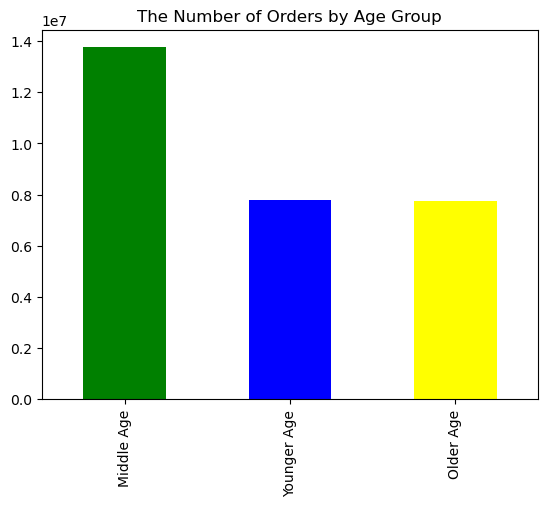 The Number of Orders by Age Group
1e7
1.4
1.2
1.0
0.8
0.6
0.4
0.2
0.0
Middle Age
Younger Age
Older Age